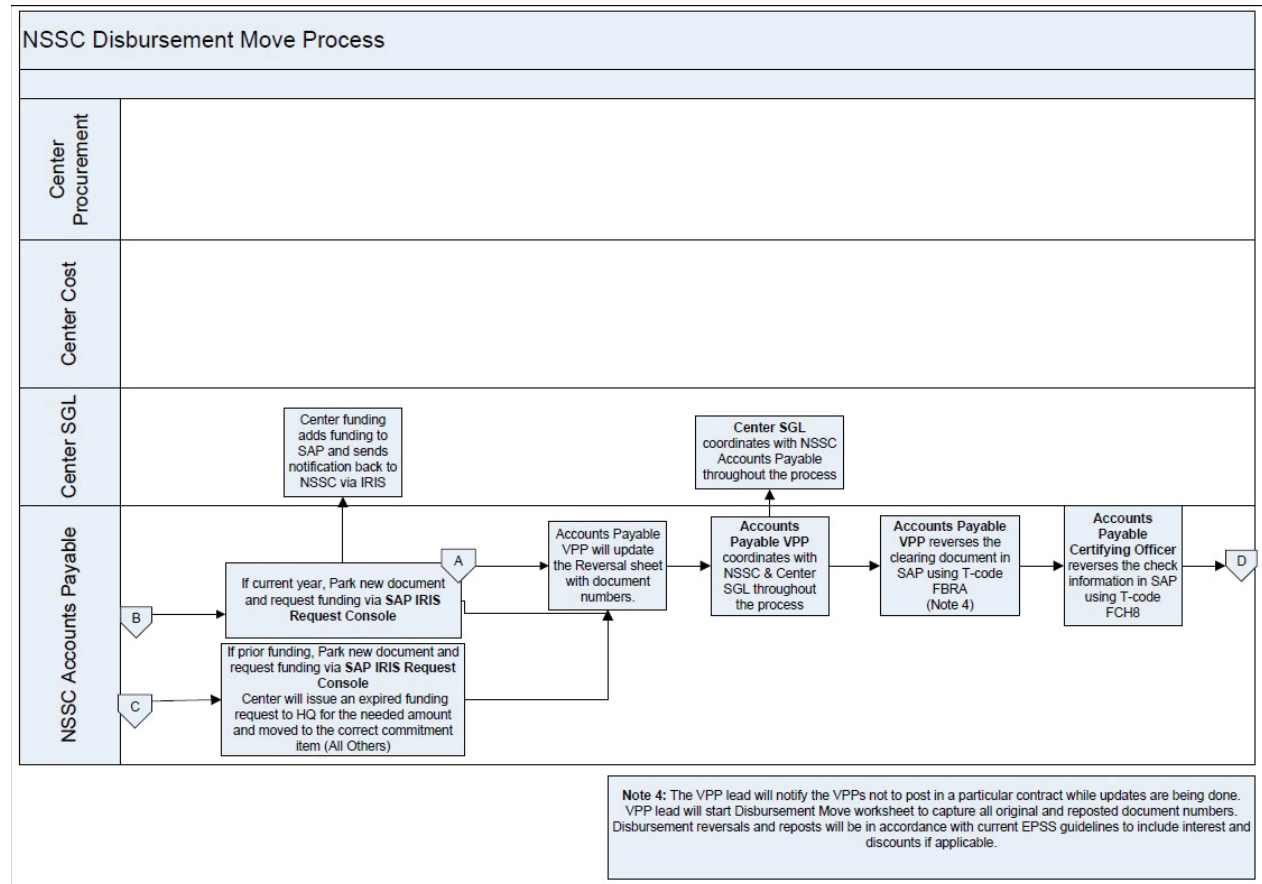 NSSC Disbursement Move Process
Center
Procurement
Center Cost
Center SGL
Center funding
adds funding to
SAP and sends
notification back to
NSSC via IRIS
Center SGL
coordinates with NSSC
Accounts Payable
throughout the process
NSSC Accounts Payable
B
If current year, Park new document
and request funding via SAP IRIS
Request Console
A
Accounts Payable
VPP will update
the Reversal sheet
with document
numbers.
Accounts
Payable VPP
coordinates with
NSSC & Center
SGL throughout
the process
Accounts Payable
VPP reverses the
clearing document in
SAP using T-code
FBRA
(Note 4)
Accounts
Payable
Certifying Officer
reverses the check
information in SAP
using T-code
FCH8
D
C
If prior funding, Park new document and
request funding via SAP IRIS Request
Console
Center will issue an expired funding
request to HQ for the needed amount
and moved to the correct commitment
item (All Others)
Note 4: The VPP lead will notify the VPPs not to post in a particular contract while updates are being done.
VPP lead will start Disbursement Move worksheet to capture all original and reposted document numbers.
Disbursement reversals and reposts will be in accordance with current EPSS guidelines to include interest and
discounts if applicable.